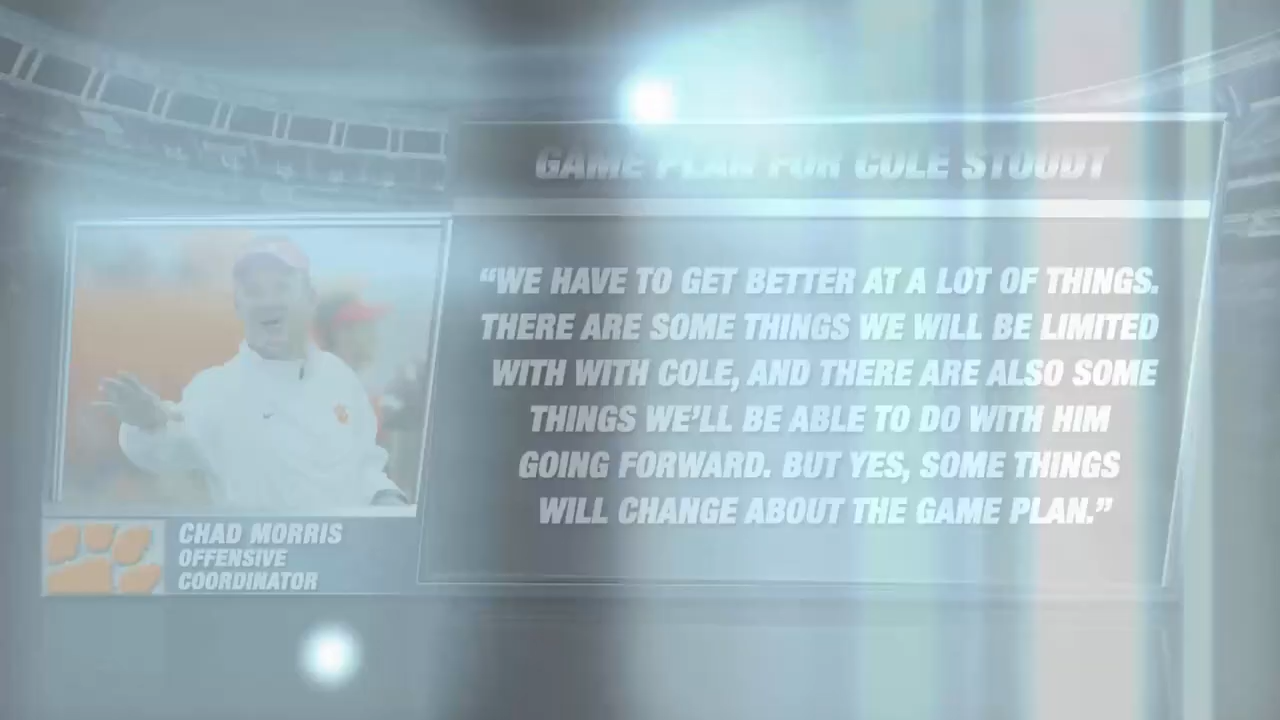 GAME PLAN FOR COLE STOUDT
“WE HAVE TO GET BETTER AT A LOT OF THINGS.
THERE ARE SOME THINGS WE WILL BE LIMITED
WITH WITH COLE, AND THERE ARE ALSO SOME
THINGS WE’LL BE ABLE TO DO WITH HIM
GOING FORWARD. BUT YES, SOME THINGS
WILL CHANGE ABOUT THE GAME PLAN.”
CHAD MORRIS
OFFENSIVE
COORDINATOR